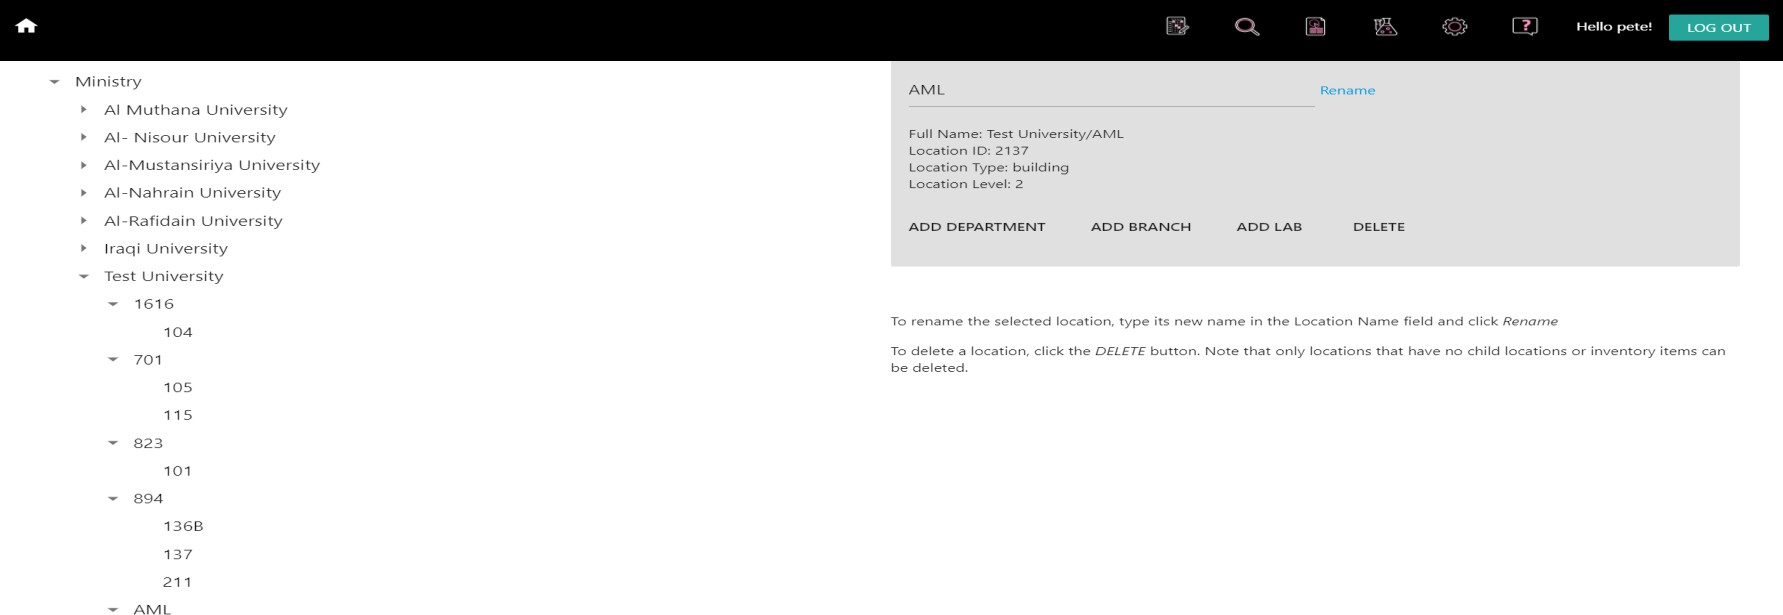 Hello pete!
LOG OUT
Ministry
Al Muthana University
Al- Nisour University
Al-Mustansiriya University
Al-Nahrain University
Al-Rafidain University
Iraqi University
Test University
1616
104
701
105
115
823
101
894
136B
137
211
AML
AML
Rename
Full Name: Test University/AML
Location ID: 2137
Location Type: building
Location Level: 2
ADD DEPARTMENT
ADD BRANCH
ADD LAB
DELETE
To rename the selected location, type its new name in the Location Name field and click Rename
To delete a location, click the DELETE button. Note that only locations that have no child locations or inventory items can
be deleted.